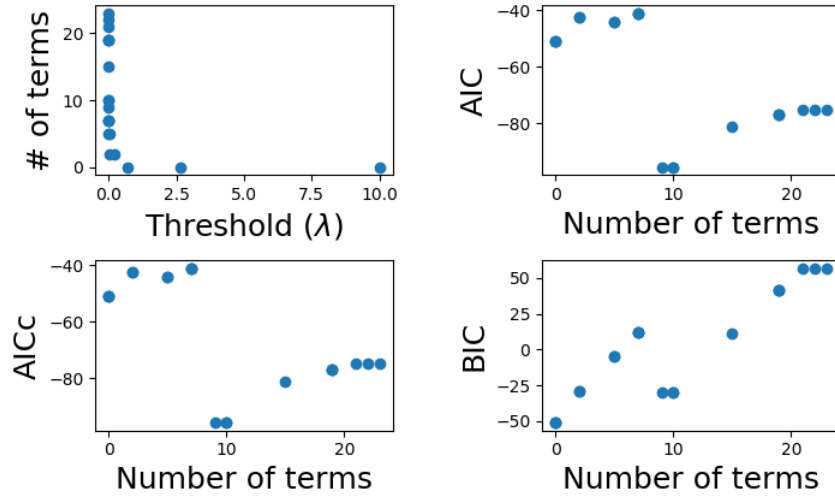 # of terms
20
10
0
0.0 2.5 5.0 7.5 10.0
Threshold (λ)
AIC
−40
−60
−80
0 10 20
Number of terms
AICc
−40
−60
−80
0 10 20
Number of terms
BIC
50
25
0
−25
−50
0 10 20
Number of terms